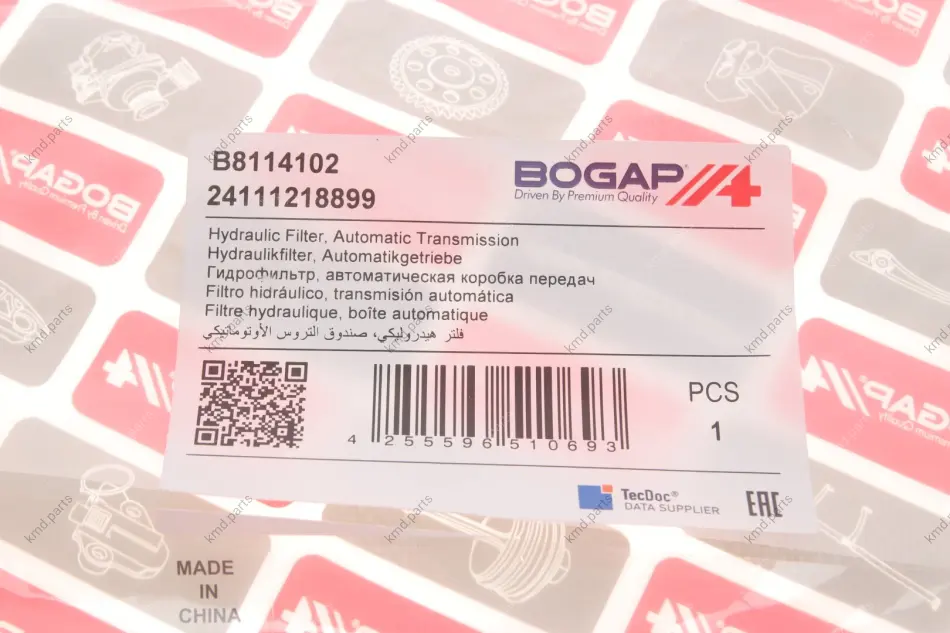 B8114102
24111218899
BOGAP
Driven By Premium Quality
Hydraulic Filter, Automatic Transmission
Hydraulikfilter, Automatikgetriebe
Гидрофильтр, автоматическая коробка передач
Filtro hidráulico, transmisión automática
Filtre hydraulique, boîte automatique
فلتر هيدروليكي، صندوق التروس الأوتوماتيكي
4 255596 510693
PCS
1
TecDoc®
DATA SUPPLIER
EAC
MADE
IN
CHINA
kmd.parts